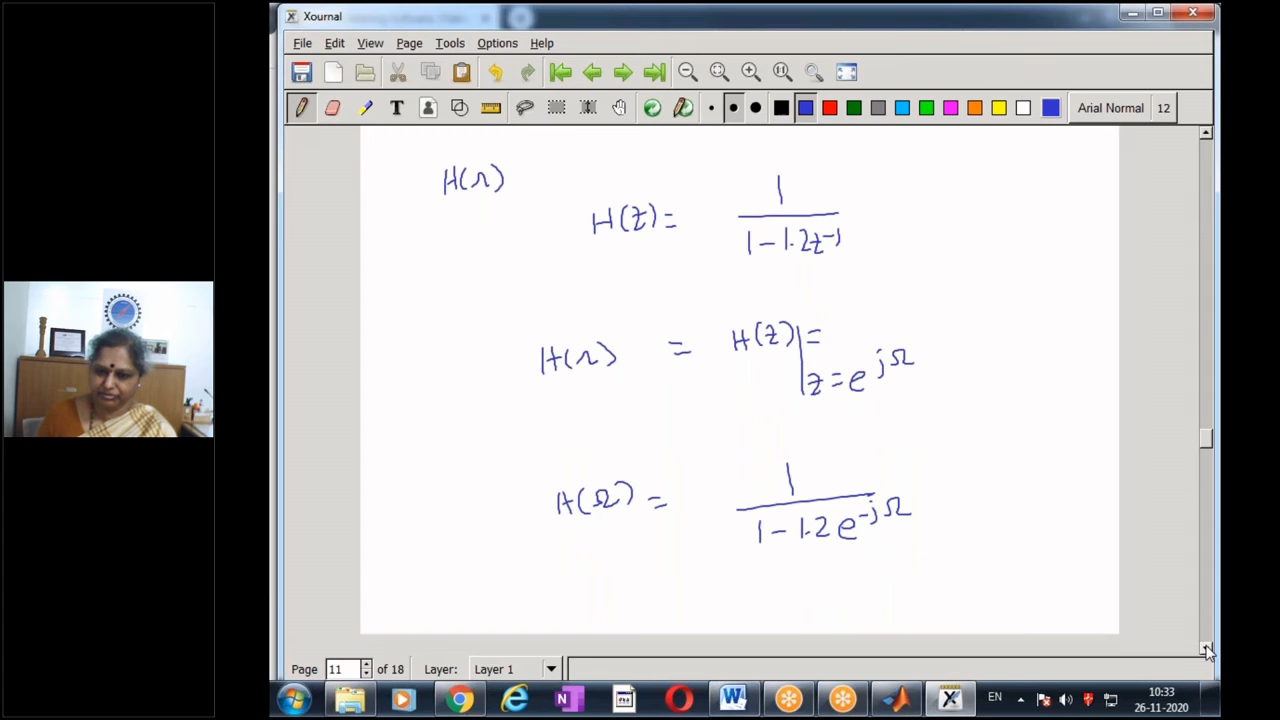 Xournal
File Edit View Page Tools Options Help
Arial Normal 12
H(Ω)
H(z) = 1 / (1 - 1.2z⁻¹)
H(Ω) = H(z)| =
z = e^jΩ
H(Ω) = 1 / (1 - 1.2 e^-jΩ)
Page 11 of 18 Layer: Layer 1
EN 10:33
26-11-2020